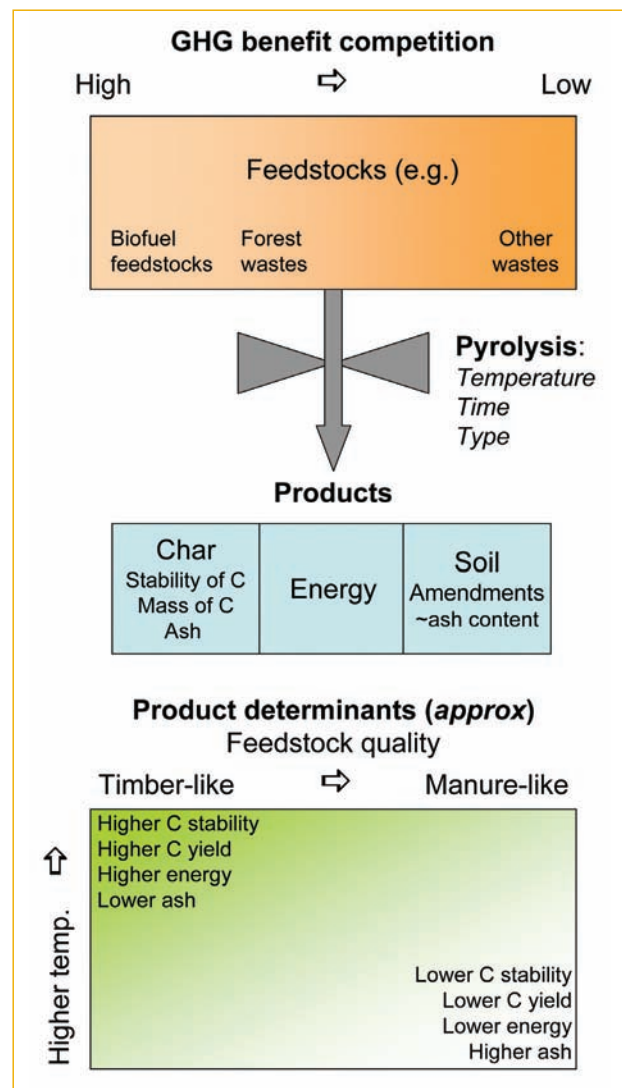 GHG benefit competition
High ⇨ Low
Feedstocks (e.g.)
Biofuel
feedstocks
Forest
wastes
Other
wastes
Pyrolysis:
Temperature
Time
Type
Products
Char
Stability of C
Mass of C
Ash
Energy
Soil
Amendments
~ash content
Product determinants (approx)
Feedstock quality
Timber-like ⇨ Manure-like
Higher temp. ⇨
Higher C stability
Higher C yield
Higher energy
Lower ash
Lower C stability
Lower C yield
Lower energy
Higher ash